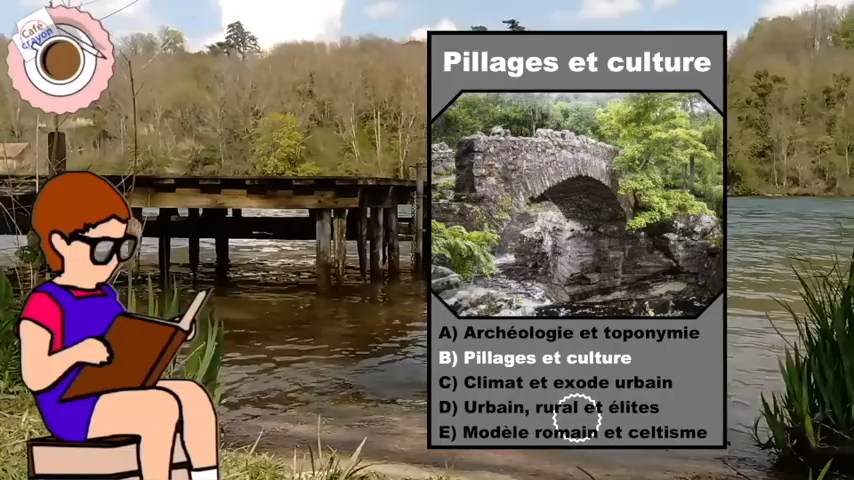 Café
crayon
Pillages et culture
A) Archéologie et toponymie
B) Pillages et culture
C) Climat et exode urbain
D) Urbain, rural et élites
E) Modèle romain et celtisme